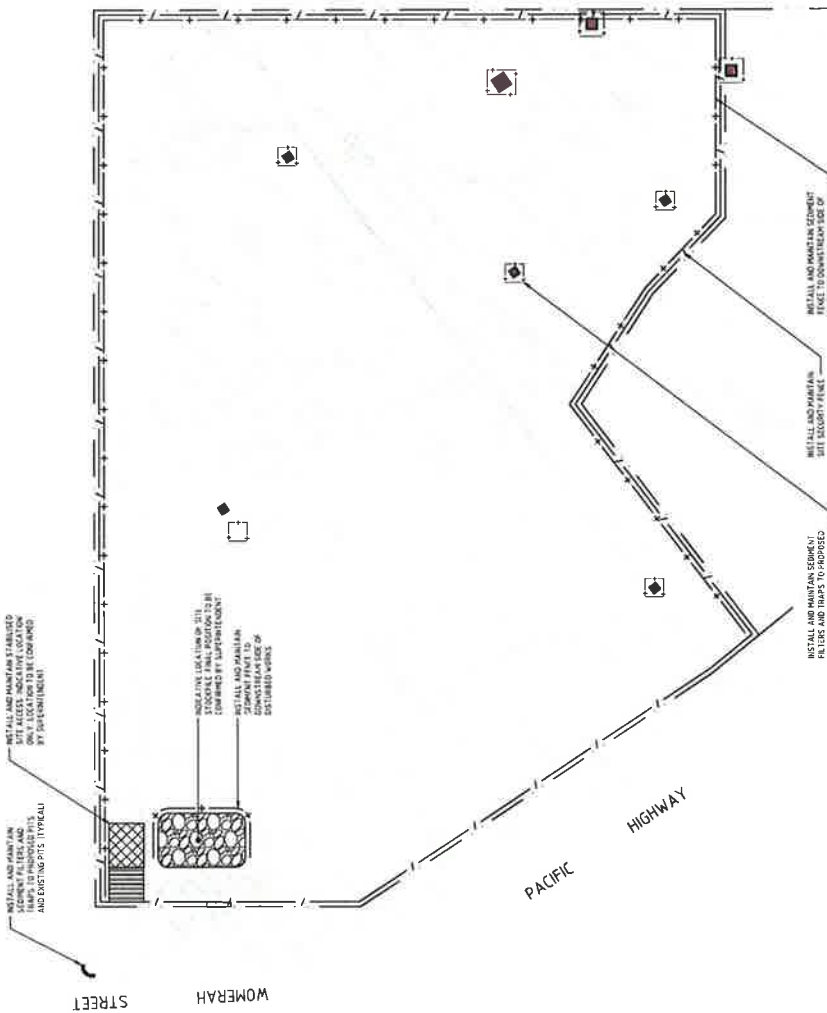 INSTALL AND MAINTAIN
SEDIMENT FILTERS AND
TRAPS TO PROPOSED PITS
AND EXISTING PITS (TYPICAL)
INSTALL AND MAINTAIN STABILISED
SITE ACCESS INDICATIVE LOCATION
ONLY. LOCATION TO BE CONFIRMED
BY SUPERINTENDENT
INDICATIVE LOCATION OF SITE
STOCKPILE FINAL POSITION TO BE
CONFIRMED BY SUPERINTENDENT
INSTALL AND MAINTAIN
SEDIMENT FENCE TO
DOWNSTREAM SIDE OF
DISTURBED WORKS
WOMERAH
STREET
PACIFIC
HIGHWAY
INSTALL AND MAINTAIN SEDIMENT
FILTERS AND TRAPS TO PROPOSED
INSTALL AND MAINTAIN
SITE SECURITY FENCE
INSTALL AND MAINTAIN SEDIMENT
FENCE TO DOWNSTREAM SIDE OF